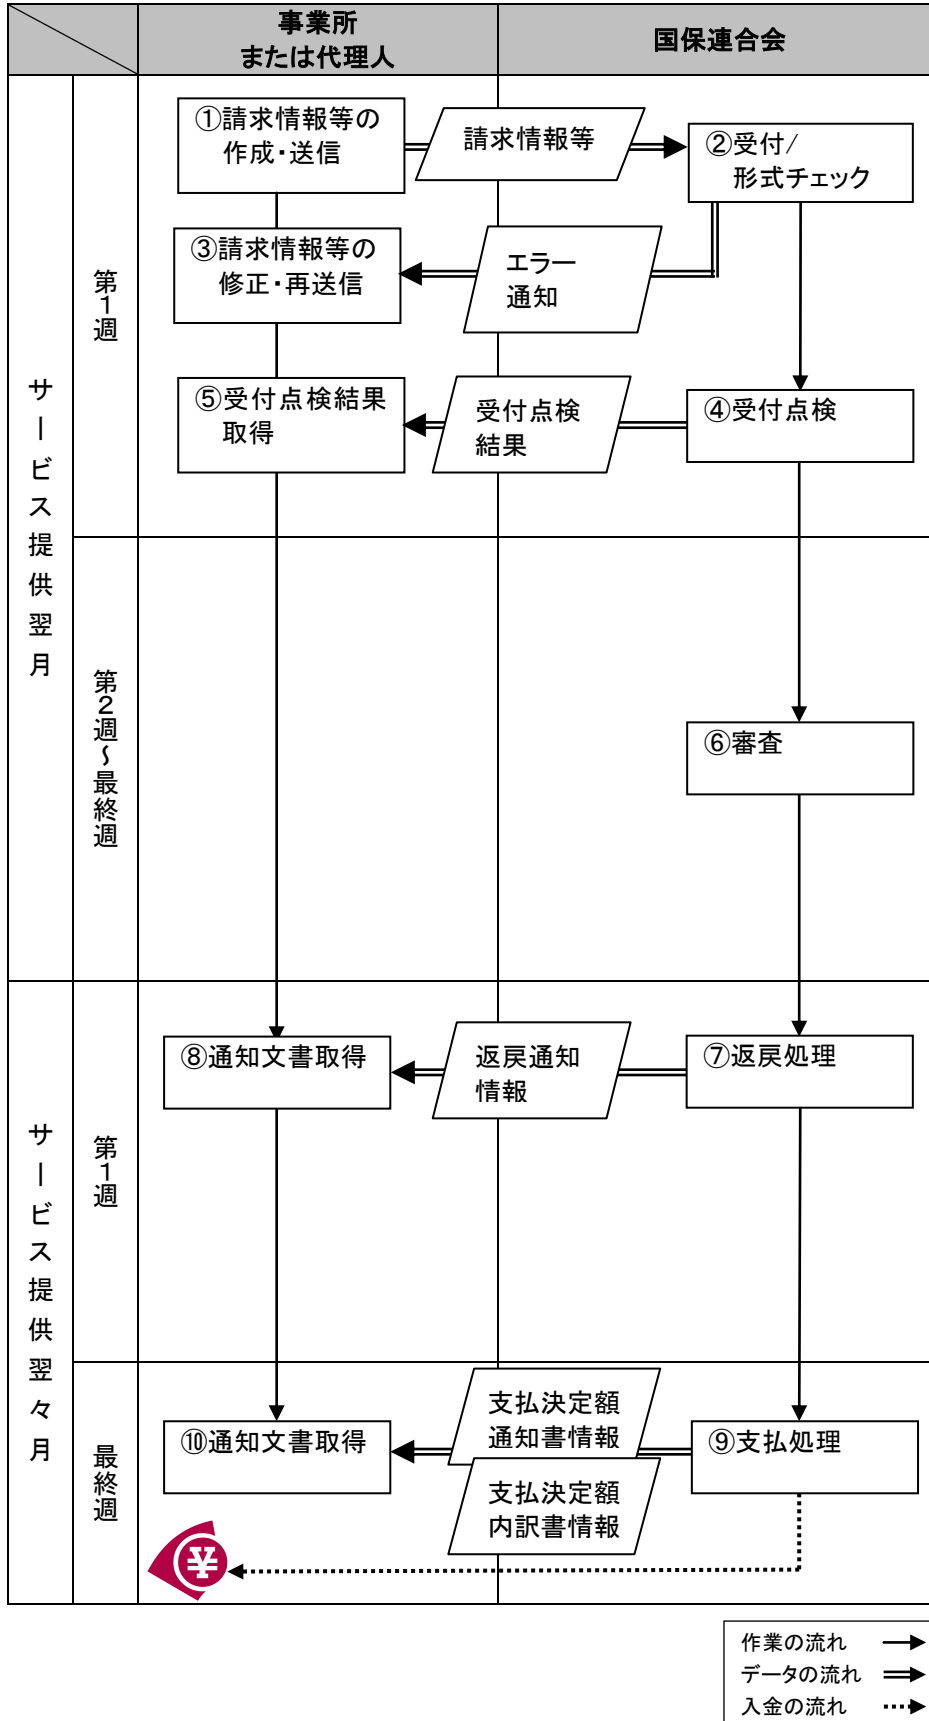 事業所
または代理人
国保連合会
サービス提供翌月
第1週
①請求情報等の
作成・送信
請求情報等
②受付/
形式チェック
③請求情報等の
修正・再送信
エラー
通知
⑤受付点検結果
取得
受付点検
結果
④受付点検
第2週～最終週
⑥審査
サービス提供翌々月
第1週
⑧通知文書取得
返戻通知
情報
⑦返戻処理
最終週
⑩通知文書取得
支払決定額
通知書情報
支払決定額
内訳書情報
⑨支払処理
¥
作業の流れ
データの流れ
入金の流れ